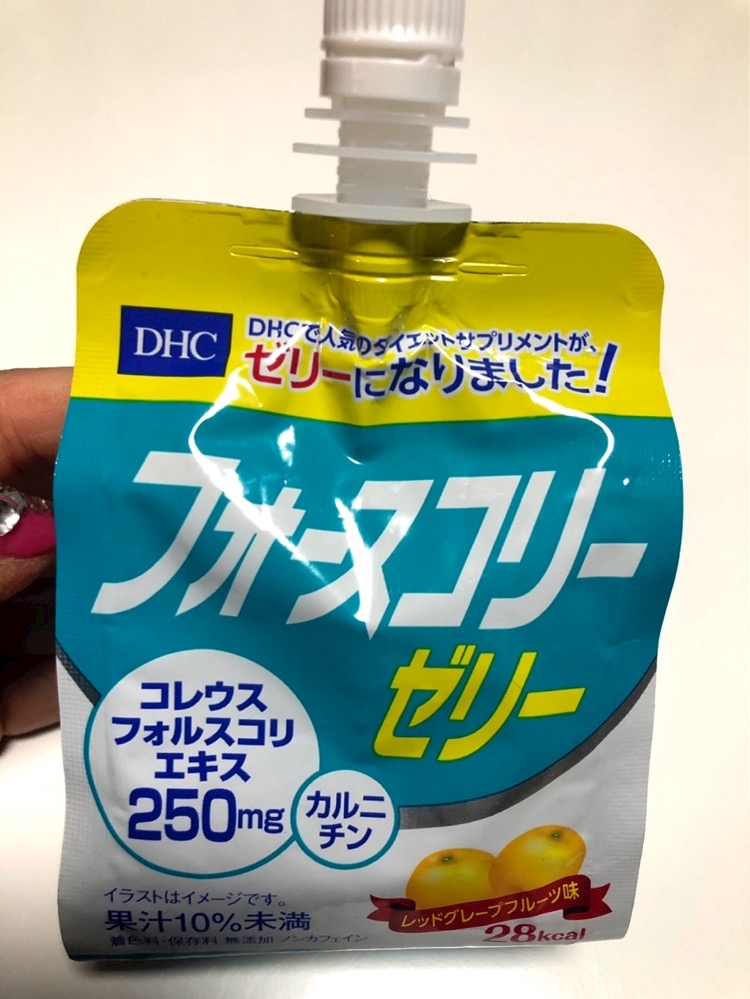 DHC
DHCで人気のダイエットサプリメントが、
ゼリーになりました!
フォースコリー
ゼリー
コレウス
フォルスコリ
エキス
250mg
カルニ
チン
イラストはイメージです。
果汁10%未満
着色料・保存料 無添加 ノンカフェイン
レッドグレープフルーツ味
28kcal